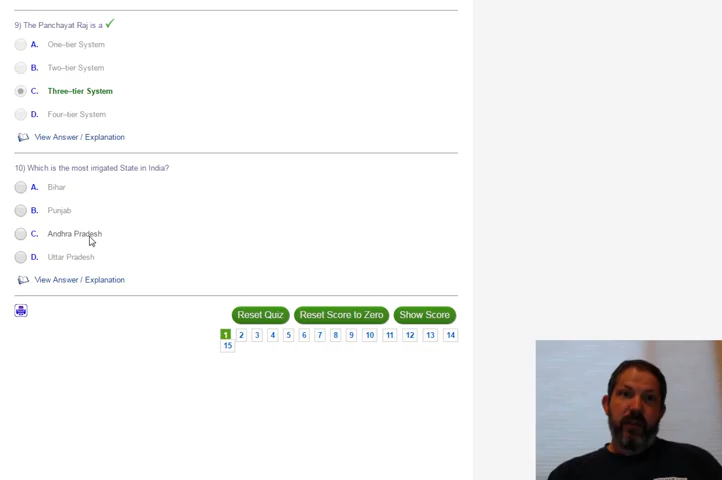 9) The Panchayat Raj is a
A. One–tier System
B. Two–tier System
C. Three–tier System
D. Four–tier System
View Answer / Explanation
10) Which is the most irrigated State in India?
A. Bihar
B. Punjab
C. Andhra Pradesh
D. Uttar Pradesh
View Answer / Explanation
Reset Quiz Reset Score to Zero Show Score
1 2 3 4 5 6 7 8 9 10 11 12 13 14
15